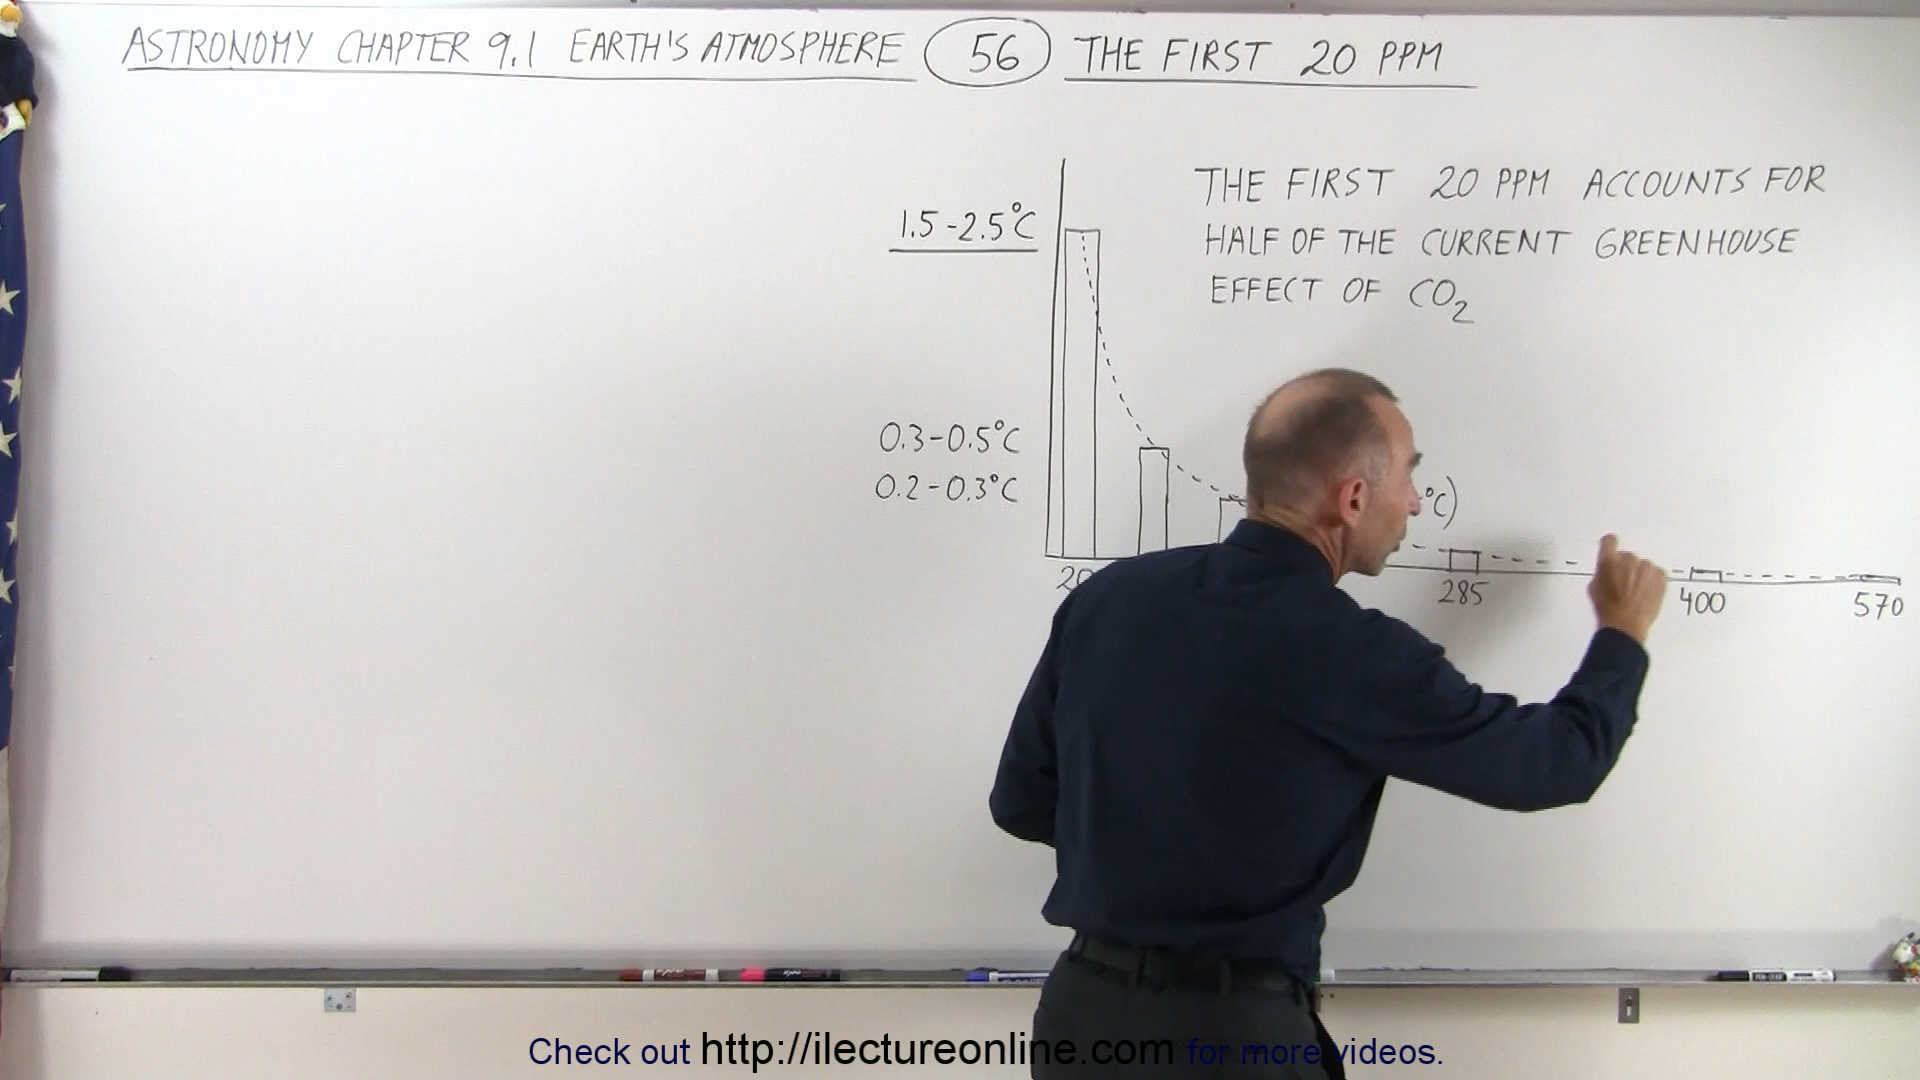 ASTRONOMY CHAPTER 9.1 EARTH'S ATMOSPHERE 56 THE FIRST 20 PPM
THE FIRST 20 PPM ACCOUNTS FOR
HALF OF THE CURRENT GREENHOUSE
EFFECT OF CO2
1.5-2.5°C
0.3-0.5°C
0.2-0.3°C
°C)
20
285
400
570
Check out http://ilectureonline.com for more videos.